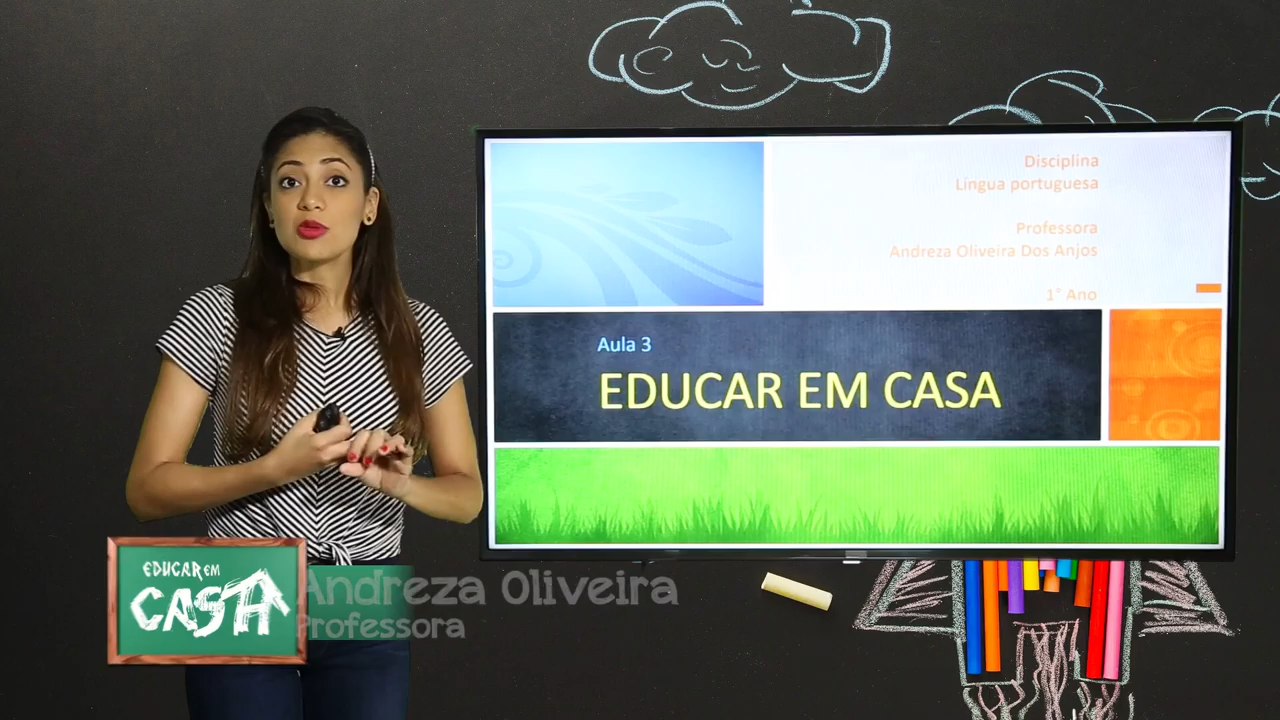 Disciplina
Língua portuguesa
Professora
Andreza Oliveira Dos Anjos
1° Ano
Aula 3
EDUCAR EM CASA
EDUCAR EM
CASA
Andreza Oliveira
Professora